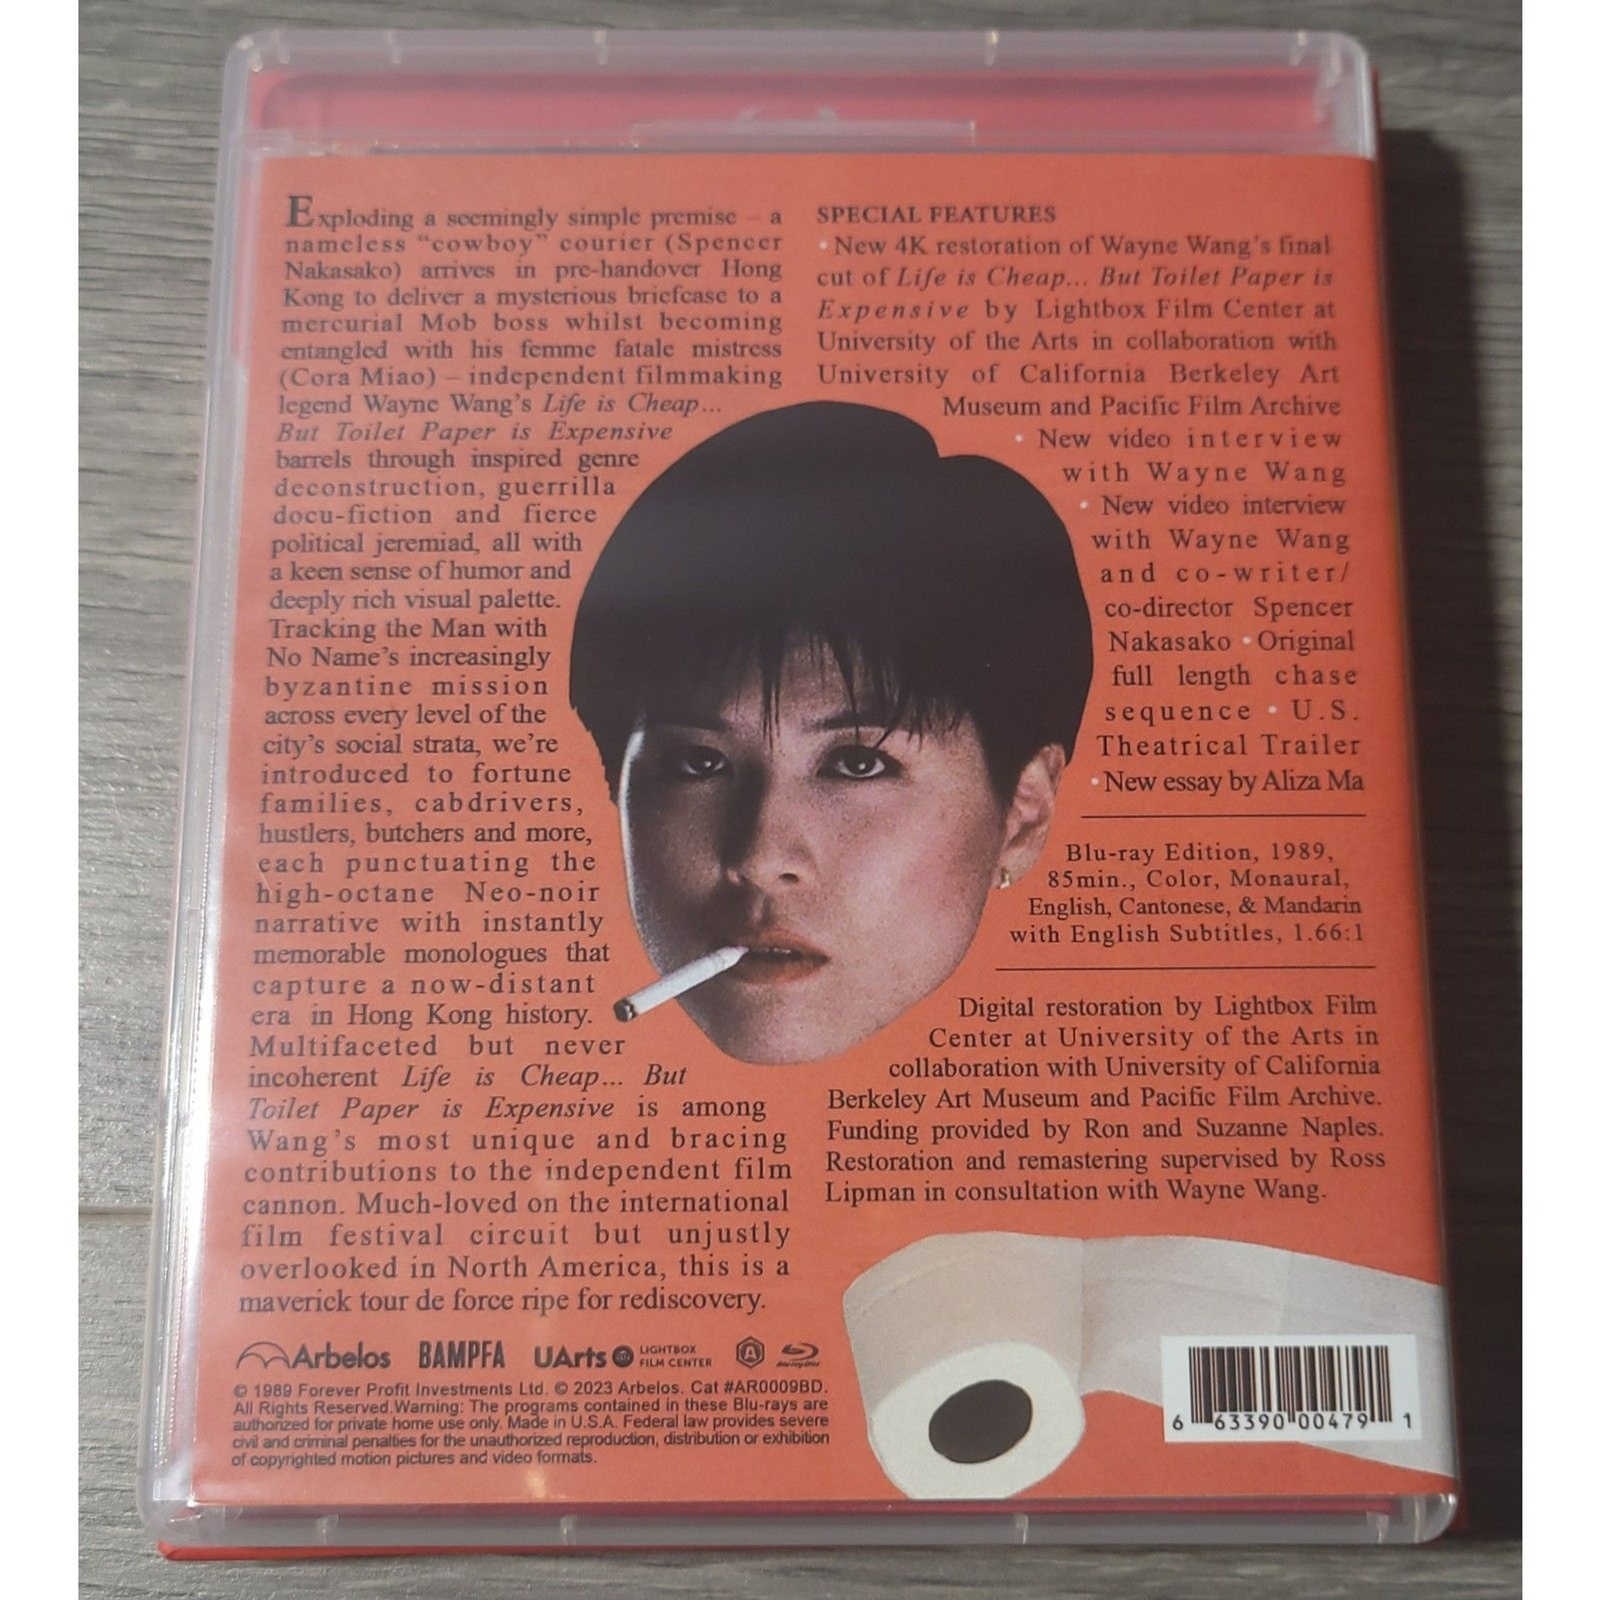 Exploding a seemingly simple premise – a
nameless “cowboy” courier (Spencer
Nakasako) arrives in pre-handover Hong
Kong to deliver a mysterious briefcase to a
mercurial Mob boss whilst becoming
entangled with his femme fatale mistress
(Cora Miao) – independent filmmaking
legend Wayne Wang’s Life is Cheap...
But Toilet Paper is Expensive
barrels through inspired genre
deconstruction, guerrilla
docu-fiction and fierce
political jeremiad, all with
a keen sense of humor and
deeply rich visual palette.
Tracking the Man with
No Name’s increasingly
byzantine mission
across every level of the
city’s social strata, we’re
introduced to fortune
families, cabdrivers,
hustlers, butchers and more,
each punctuating the
high-octane Neo-noir
narrative with instantly
memorable monologues that
capture a now-distant
era in Hong Kong history.
Multifaceted but never
incoherent Life is Cheap... But
Toilet Paper is Expensive is among
Wang’s most unique and bracing
contributions to the independent film
cannon. Much-loved on the international
film festival circuit but unjustly
overlooked in North America, this is a
maverick tour de force ripe for rediscovery.
SPECIAL FEATURES
• New 4K restoration of Wayne Wang’s final
cut of Life is Cheap... But Toilet Paper is
Expensive by Lightbox Film Center at
University of the Arts in collaboration with
University of California Berkeley Art
Museum and Pacific Film Archive
• New video interview
with Wayne Wang
• New video interview
with Wayne Wang
and co-writer/
co-director Spencer
Nakasako • Original
full length chase
sequence • U.S.
Theatrical Trailer
• New essay by Aliza Ma
Blu-ray Edition, 1989,
85min., Color, Monaural,
English, Cantonese, & Mandarin
with English Subtitles, 1.66:1
Digital restoration by Lightbox Film
Center at University of the Arts in
collaboration with University of California
Berkeley Art Museum and Pacific Film Archive.
Funding provided by Ron and Suzanne Naples.
Restoration and remastering supervised by Ross
Lipman in consultation with Wayne Wang.
Arbelos BAMPFA UArts LIGHTBOX FILM CENTER A Blu-ray Disc
© 1989 Forever Profit Investments Ltd. © 2023 Arbelos. Cat #AR0009BD.
All Rights Reserved.Warning: The programs contained in these Blu-rays are
authorized for private home use only. Made in U.S.A. Federal law provides severe
civil and criminal penalties for the unauthorized reproduction, distribution or exhibition
of copyrighted motion pictures and video formats.
6 63390 00479 1